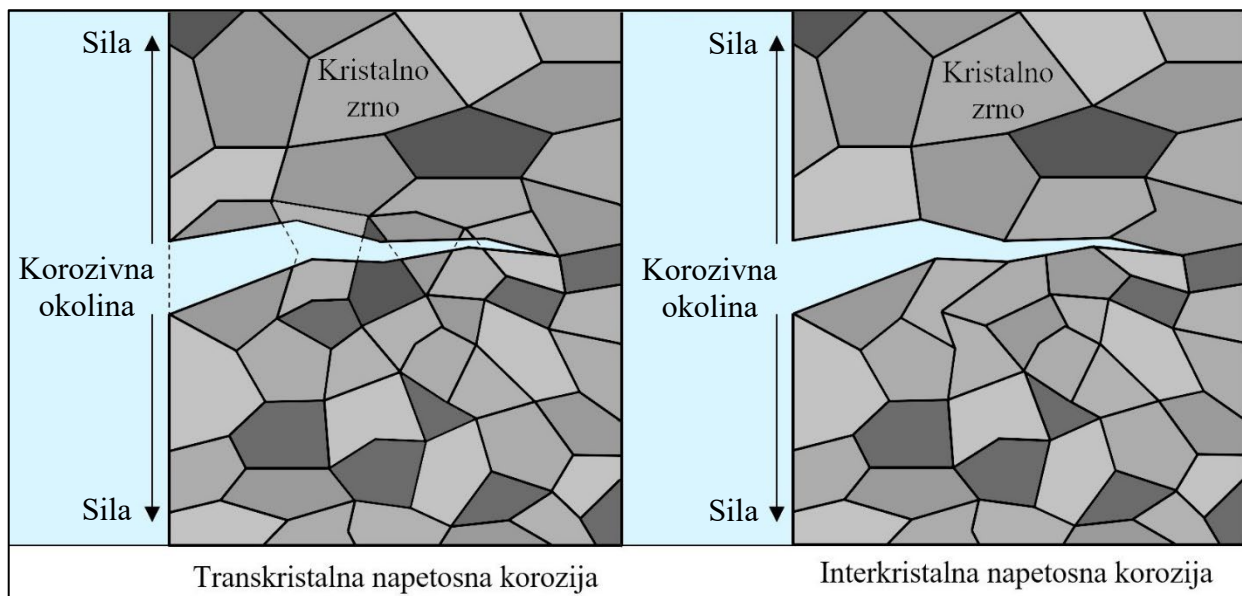 Sila
Kristalno
zrno
Korozivna
okolina
Sila
Transkristalna napetosna korozija
Sila
Kristalno
zrno
Korozivna
okolina
Sila
Interkristalna napetosna korozija